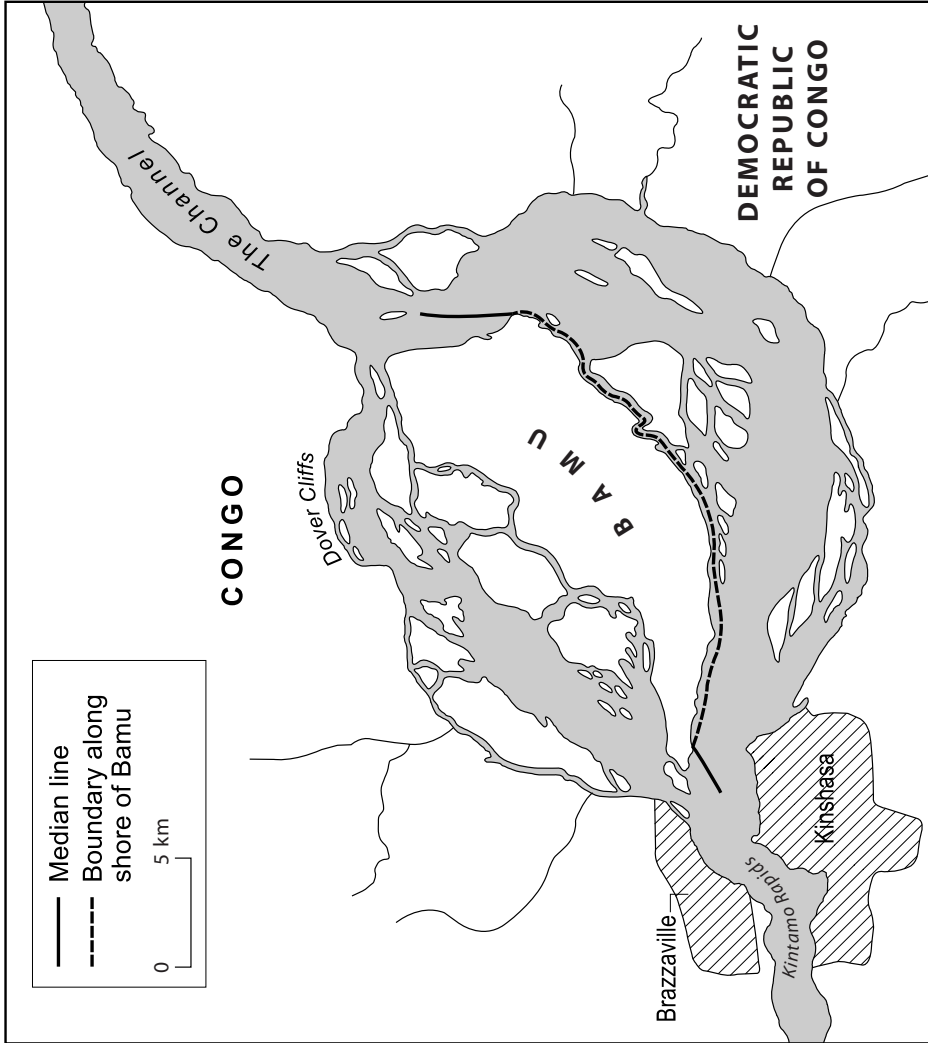 Median line
Boundary along
shore of Bamu
0
5 km
The Channel
CONGO
Dover Cliffs
BAMU
DEMOCRATIC
REPUBLIC
OF CONGO
Brazzaville
Kinshasa
Kintamo Rapids